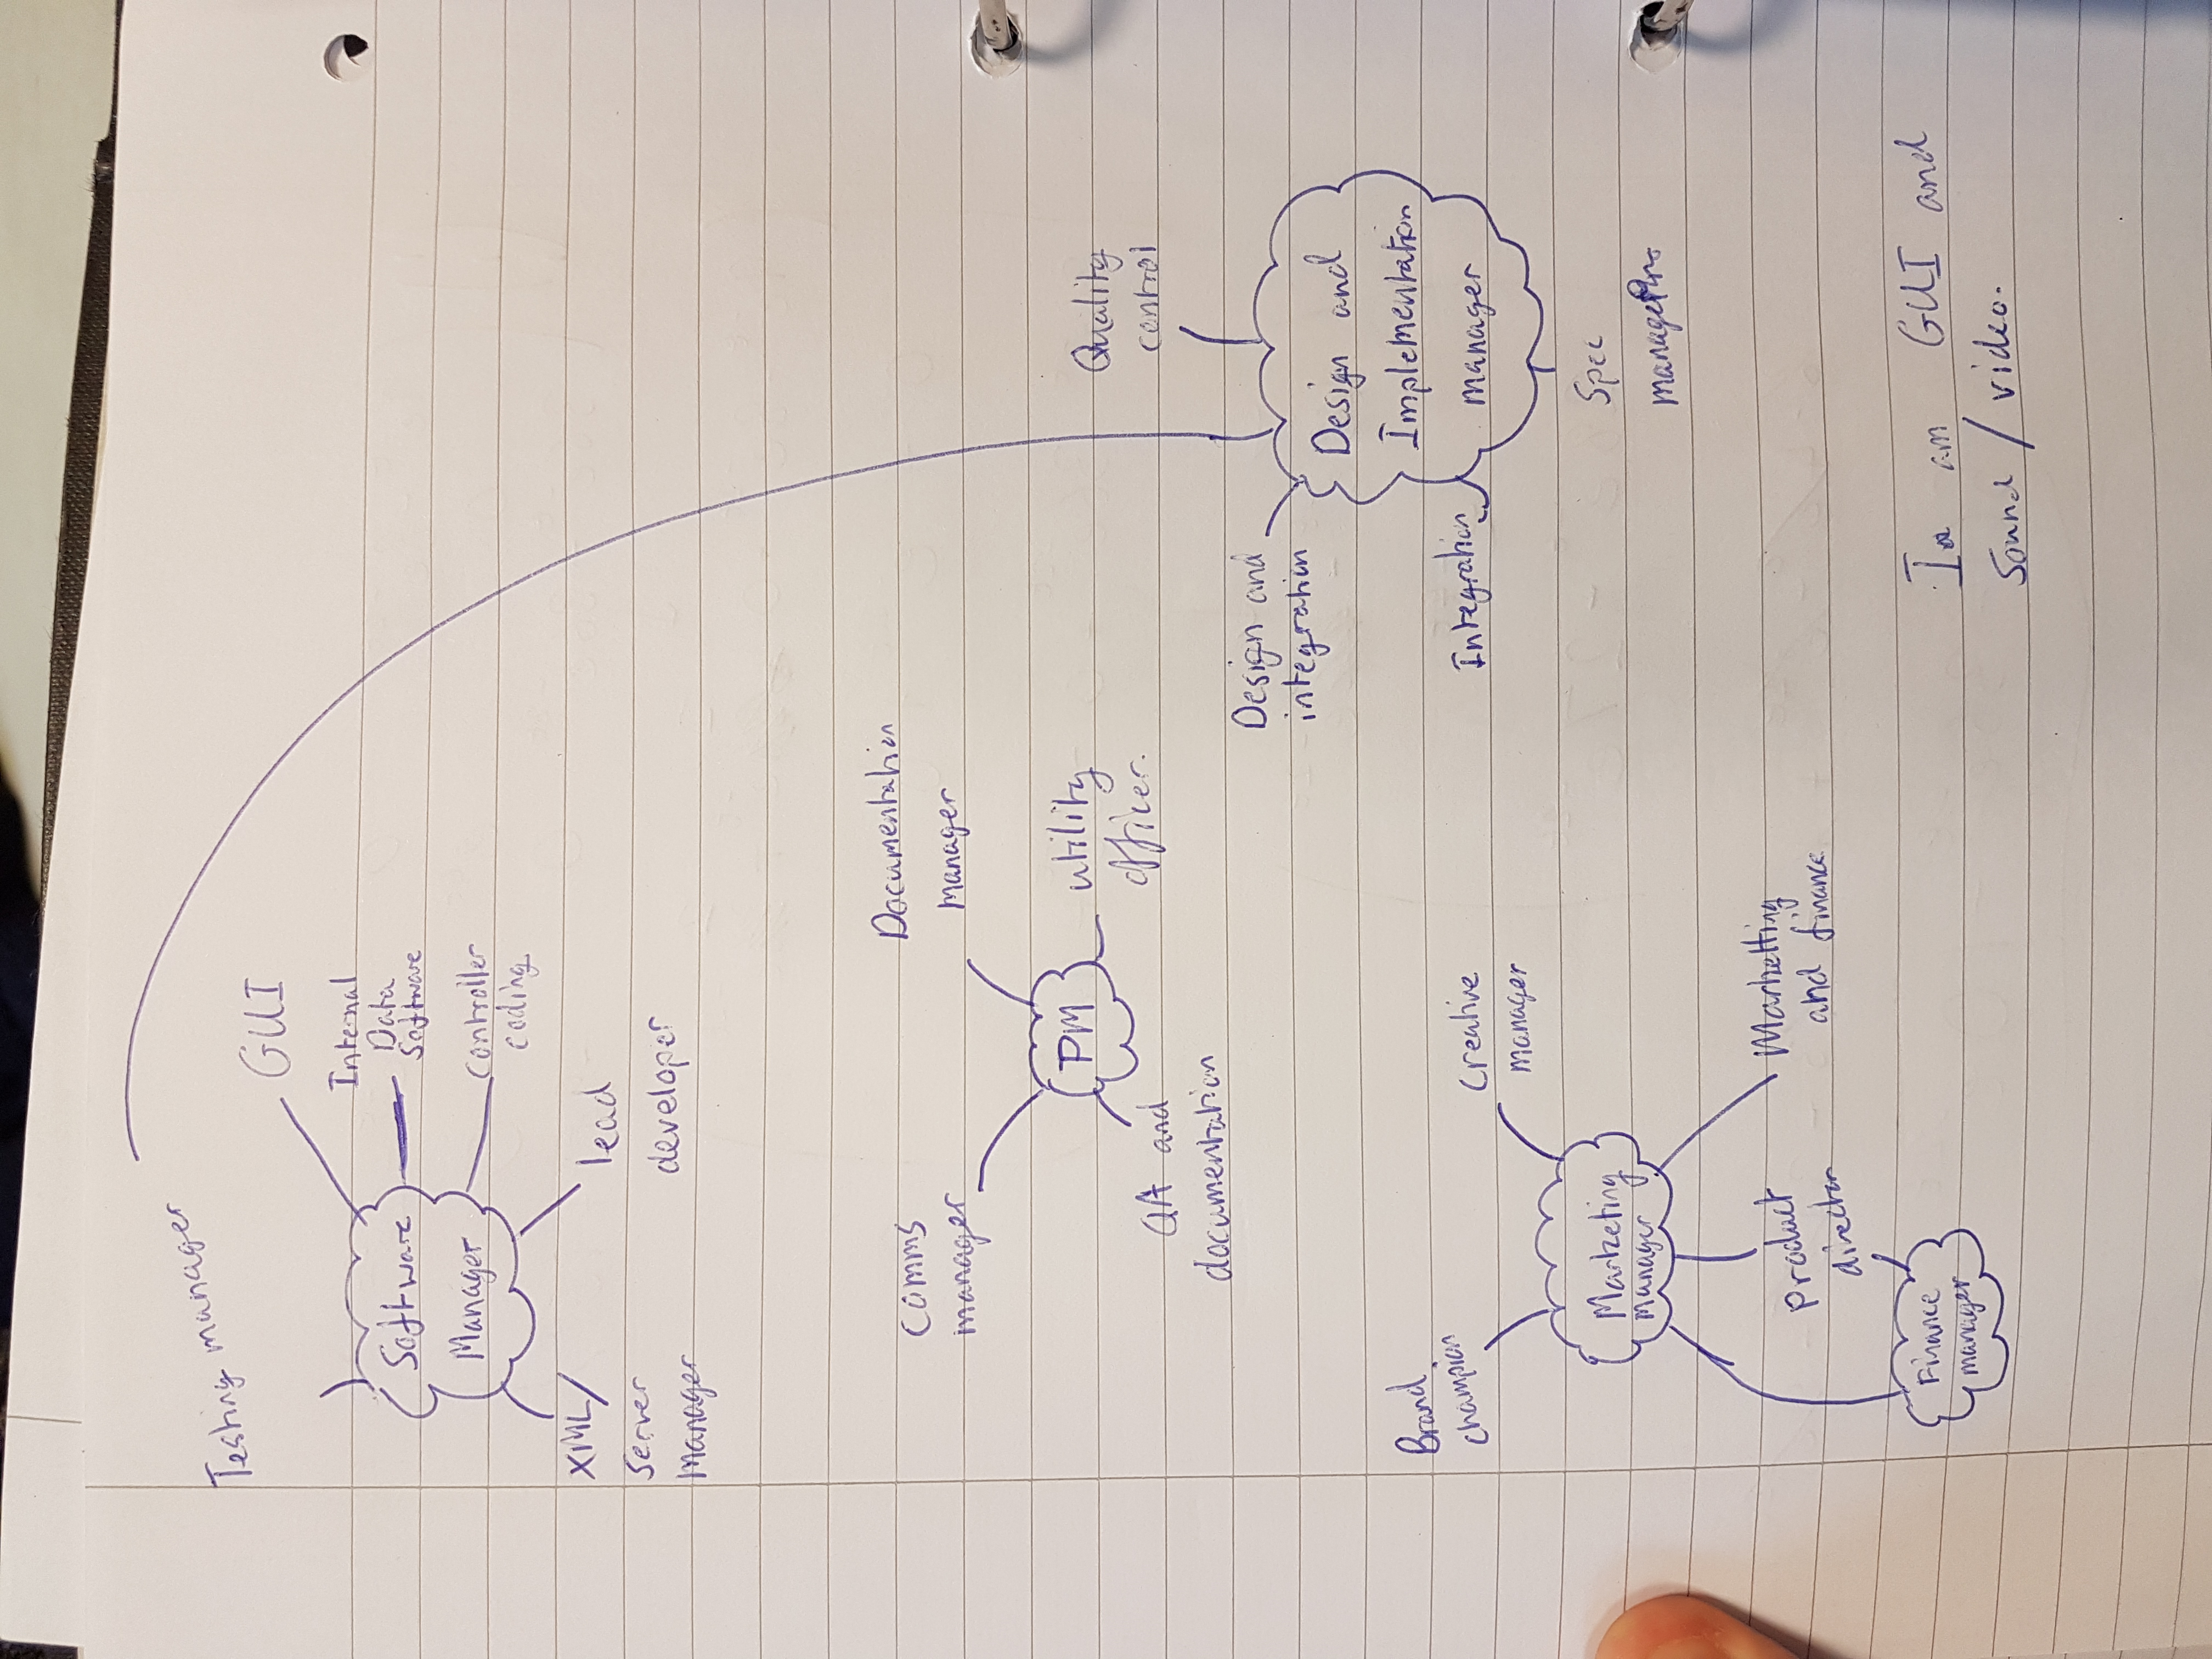 Testing manager
GUI
Internal
Data
Software
Software
Manager
Controller
coding
XML/
Server
Manager
lead
developer
Comms
manager
Documentation
Manager
PM
utility
officer.
QA and
documentation
Quality
control
Design and
integration
Design and
Implementation
manager
Integration
Spec
Brand
champion
Creative
manager
Marketing
manager
Product
director
Marketting
and finance
Finance
manager
am GUI and
Sound / video.